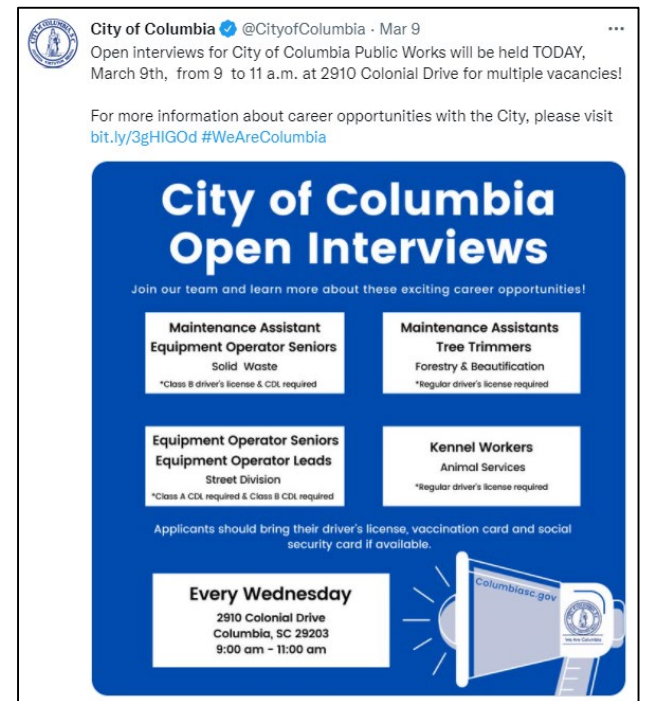 City of Columbia @CityofColumbia · Mar 9
Open interviews for City of Columbia Public Works will be held TODAY,
March 9th, from 9 to 11 a.m. at 2910 Colonial Drive for multiple vacancies!
For more information about career opportunities with the City, please visit
bit.ly/3gHIGOd #WeAreColumbia
City of Columbia
Open Interviews
Join our team and learn more about these exciting career opportunities!
Maintenance Assistant
Equipment Operator Seniors
Solid Waste
*Class B driver's license & CDL required
Maintenance Assistants
Tree Trimmers
Forestry & Beautification
*Regular driver's license required
Equipment Operator Seniors
Equipment Operator Leads
Street Division
*Class A CDL required & Class B CDL required
Kennel Workers
Animal Services
*Regular driver's license required
Applicants should bring their driver's license, vaccination card and social
security card if available.
Every Wednesday
2910 Colonial Drive
Columbia, SC 29203
9:00 am - 11:00 am
Columbiasc.gov
We Are Columbia